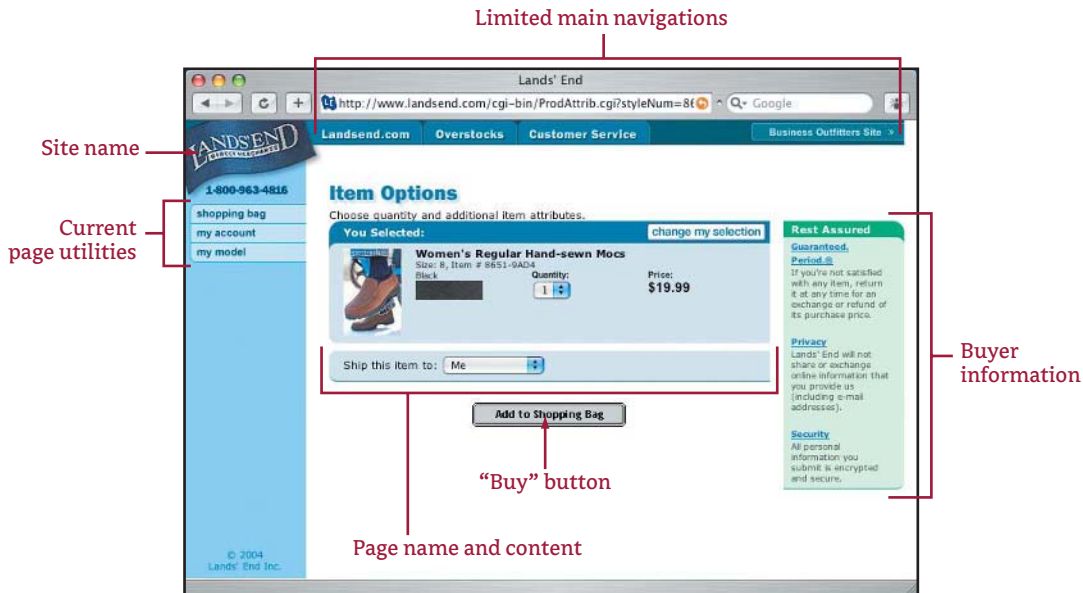 Limited main navigations
Lands' End
http://www.landsend.com/cgi-bin/ProdAttrib.cgi?styleNum=86
Google
Site name
LANDS'END
DIRECT MERCHANTS
Landsend.com Overstocks Customer Service Business Outfitters Site »
1-800-963-4816
Current
page utilities
shopping bag
my account
my model
Item Options
Choose quantity and additional item attributes.
You Selected: change my selection
Women's Regular Hand-sewn Mocs
Size: 8, Item # 8651-9AD4
Black Quantity: Price:
1 $19.99
Ship this item to: Me
Add to Shopping Bag
Rest Assured
Guaranteed.
Period.®
If you're not satisfied
with any item, return
it at any time for an
exchange or refund of
its purchase price.
Privacy
Lands' End will not
share or exchange
online information that
you provide us
(including e-mail
addresses).
Security
All personal
information you
submit is encrypted
and secure.
Buyer
information
"Buy" button
Page name and content
© 2004
Lands' End Inc.